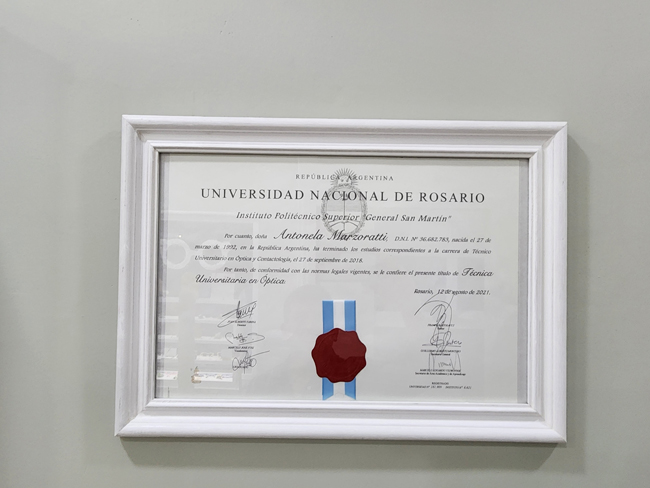 REPÚBLICA ARGENTINA
UNIVERSIDAD NACIONAL DE ROSARIO
Instituto Politécnico Superior "General San Martín"
Por cuanto, doña Antonela Marzoratti, D.N.I. Nº 36.682.783, nacida el 27 de
marzo de 1992, en la República Argentina, ha terminado los estudios correspondientes a la carrera de Técnico
Universitario en Óptica y Contactología, el 27 de septiembre de 2018.
Por tanto, de conformidad con las normas legales vigentes, se le confiere el presente título de Técnica
Universitaria en Óptica
Rosario, 12 de agosto de 2021.